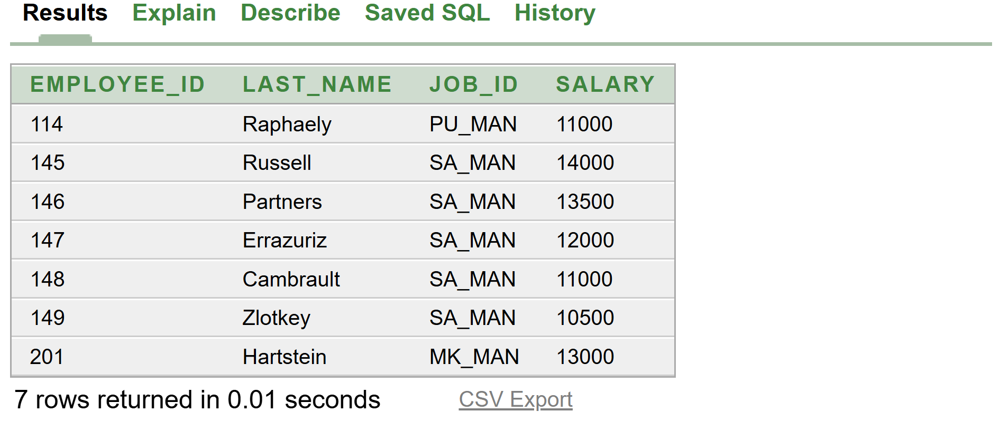 Results Explain Describe Saved SQL History
EMPLOYEE_ID LAST_NAME JOB_ID SALARY
114 Raphaely PU_MAN 11000
145 Russell SA_MAN 14000
146 Partners SA_MAN 13500
147 Errazuriz SA_MAN 12000
148 Cambrault SA_MAN 11000
149 Zlotkey SA_MAN 10500
201 Hartstein MK_MAN 13000
7 rows returned in 0.01 seconds CSV Export